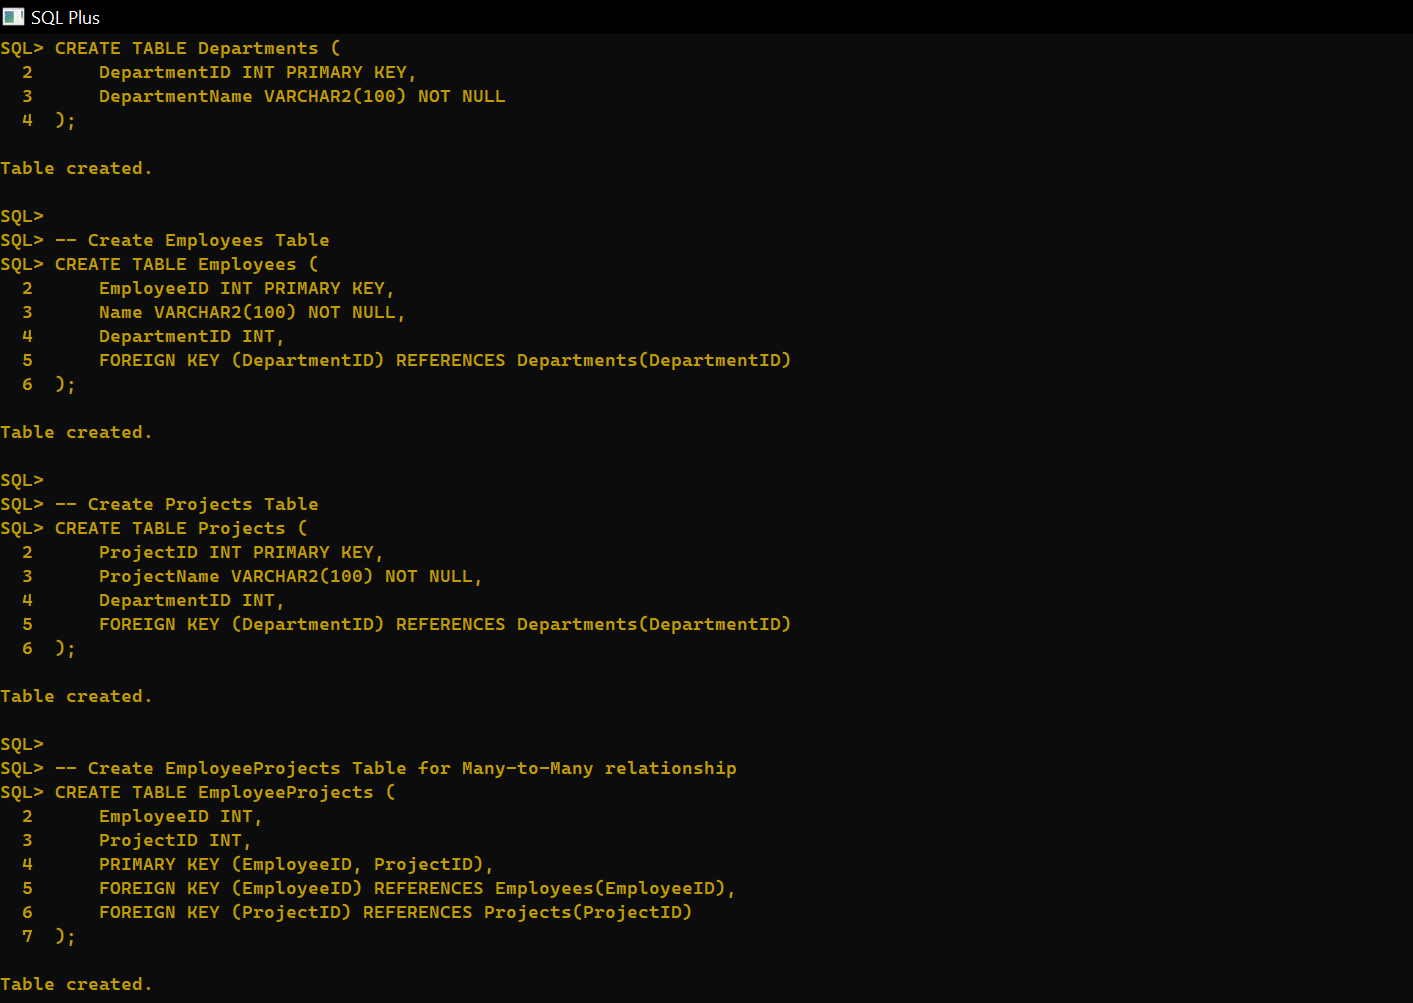 SQL Plus
SQL> CREATE TABLE Departments (
  2      DepartmentID INT PRIMARY KEY,
  3      DepartmentName VARCHAR2(100) NOT NULL
  4  );
Table created.
SQL>
SQL> -- Create Employees Table
SQL> CREATE TABLE Employees (
  2      EmployeeID INT PRIMARY KEY,
  3      Name VARCHAR2(100) NOT NULL,
  4      DepartmentID INT,
  5      FOREIGN KEY (DepartmentID) REFERENCES Departments(DepartmentID)
  6  );
Table created.
SQL>
SQL> -- Create Projects Table
SQL> CREATE TABLE Projects (
  2      ProjectID INT PRIMARY KEY,
  3      ProjectName VARCHAR2(100) NOT NULL,
  4      DepartmentID INT,
  5      FOREIGN KEY (DepartmentID) REFERENCES Departments(DepartmentID)
  6  );
Table created.
SQL>
SQL> -- Create EmployeeProjects Table for Many-to-Many relationship
SQL> CREATE TABLE EmployeeProjects (
  2      EmployeeID INT,
  3      ProjectID INT,
  4      PRIMARY KEY (EmployeeID, ProjectID),
  5      FOREIGN KEY (EmployeeID) REFERENCES Employees(EmployeeID),
  6      FOREIGN KEY (ProjectID) REFERENCES Projects(ProjectID)
  7  );
Table created.